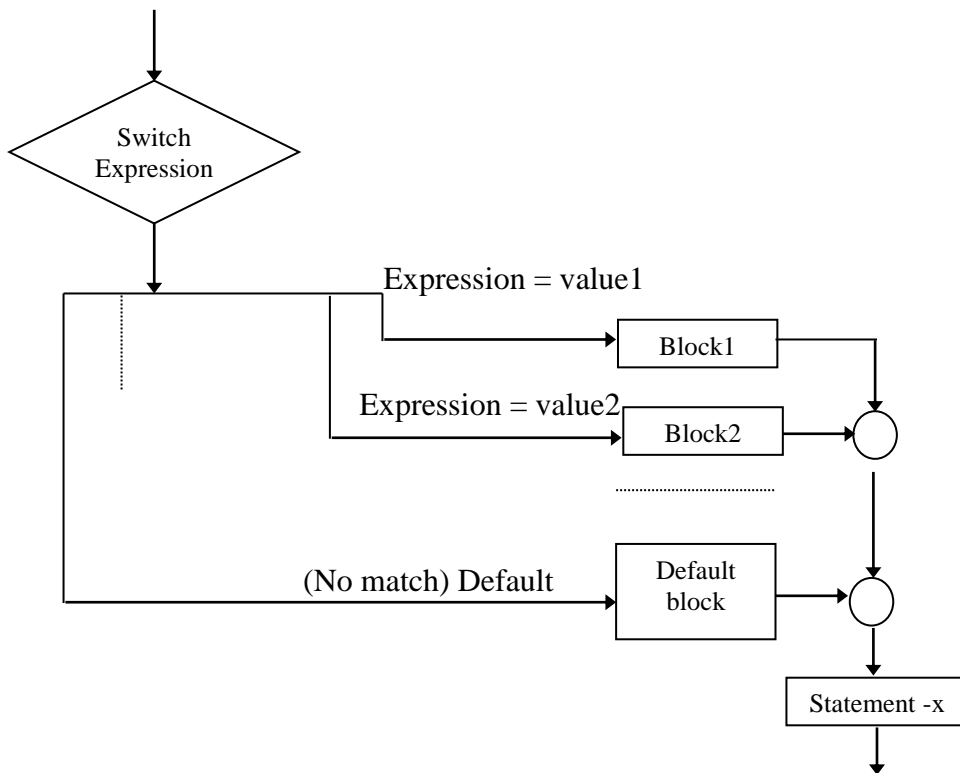 Switch
Expression
Expression = value1
Block1
Expression = value2
Block2
(No match) Default
Default
block
Statement -x